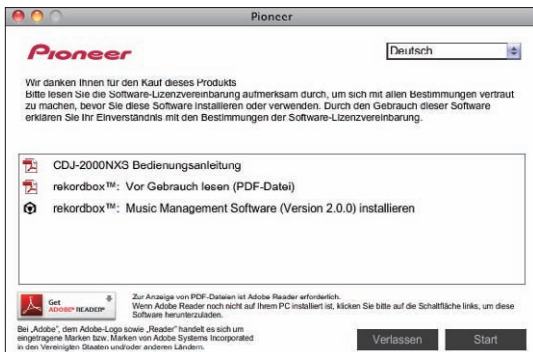 Pioneer
Pioneer
Deutsch
Wir danken Ihnen für den Kauf dieses Produkts
Bitte lesen Sie die Software-Lizenzvereinbarung aufmerksam durch, um sich mit allen Bestimmungen vertraut
zu machen, bevor Sie diese Software installieren oder verwenden. Durch den Gebrauch dieser Software
erklären Sie Ihr Einverständnis mit den Bestimmungen der Software-Lizenzvereinbarung.
CDJ-2000NXS Bedienungsanleitung
rekordbox™: Vor Gebrauch lesen (PDF-Datei)
rekordbox™: Music Management Software (Version 2.0.0) installieren
Get
ADOBE® READER®
Zur Anzeige von PDF-Dateien ist Adobe Reader erforderlich.
Wenn Adobe Reader noch nicht auf Ihrem PC installiert ist, klicken Sie bitte auf die Schaltfläche links, um diese
Software herunterzuladen.
Bei „Adobe", dem Adobe-Logo sowie „Reader" handelt es sich um
eingetragene Marken bzw. Marken von Adobe Systems Incorporated
in den Vereinigten Staaten und/oder anderen Ländern.
Verlassen
Start